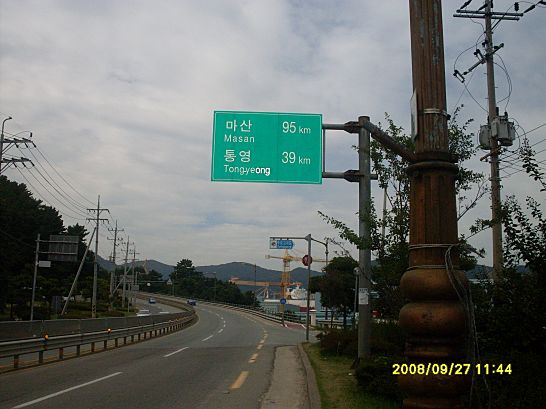 마산 95 km
Masan
통영 39 km
Tongyeong
2008/09/27 11:44